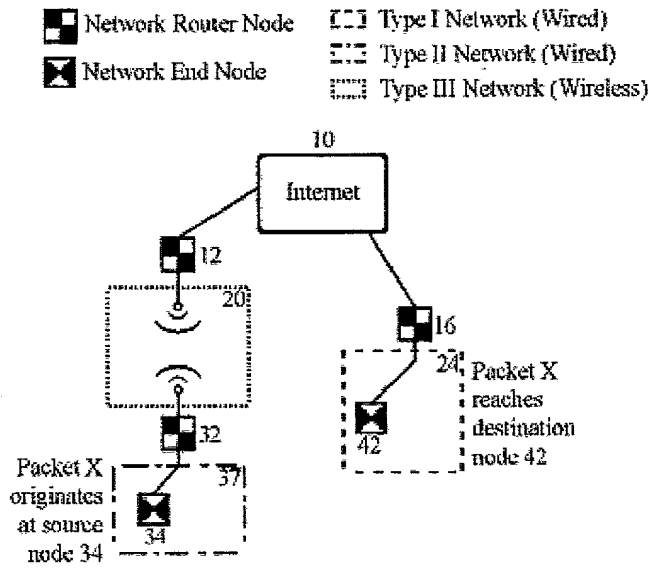 Network Router Node
Type I Network (Wired)
Network End Node
Type II Network (Wired)
Type III Network (Wireless)
10
Internet
12
20
16
24
Packet X
reaches
destination
node 42
42
32
37
Packet X
originates
at source
node 34
34